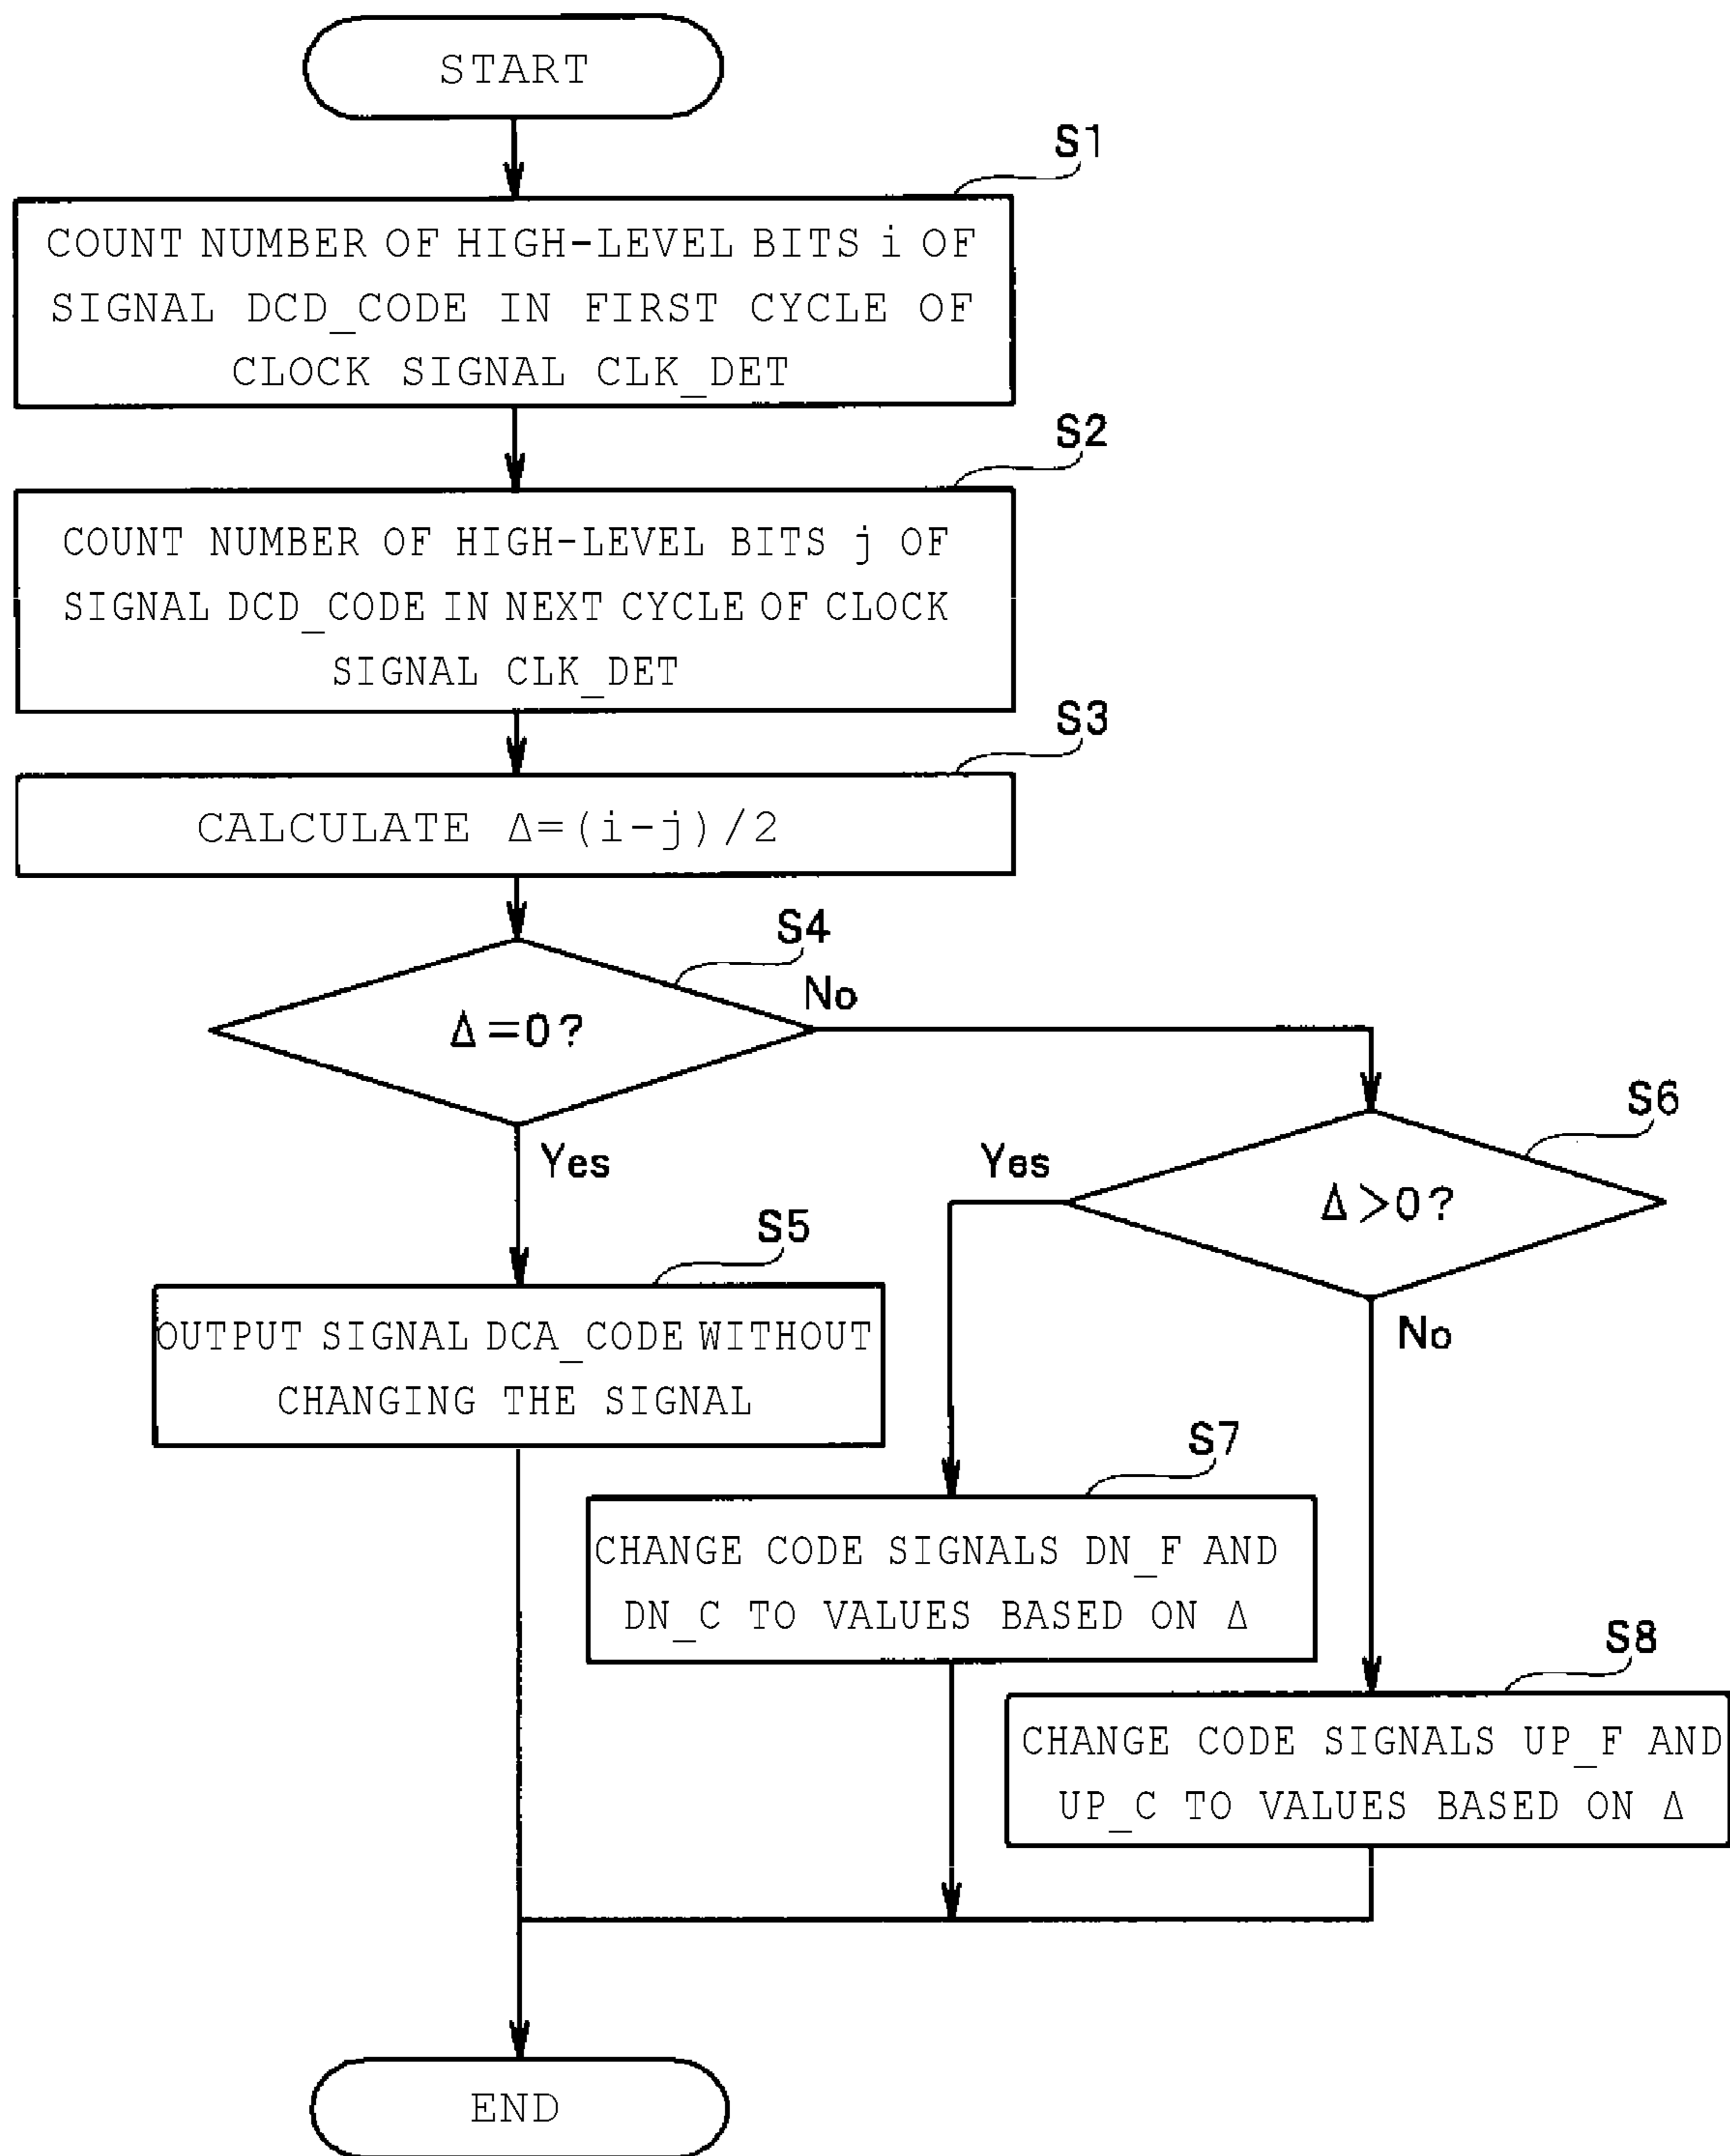 START
S1
COUNT NUMBER OF HIGH-LEVEL BITS i OF
SIGNAL DCD_CODE IN FIRST CYCLE OF
CLOCK SIGNAL CLK_DET
S2
COUNT NUMBER OF HIGH-LEVEL BITS j OF
SIGNAL DCD_CODE IN NEXT CYCLE OF CLOCK
SIGNAL CLK_DET
S3
CALCULATE Δ=(i-j)/2
S4
Δ=0?
No
Yes
S6
Δ>0?
Yes
No
S5
OUTPUT SIGNAL DCA_CODE WITHOUT
CHANGING THE SIGNAL
S7
CHANGE CODE SIGNALS DN_F AND
DN_C TO VALUES BASED ON Δ
S8
CHANGE CODE SIGNALS UP_F AND
UP_C TO VALUES BASED ON Δ
END